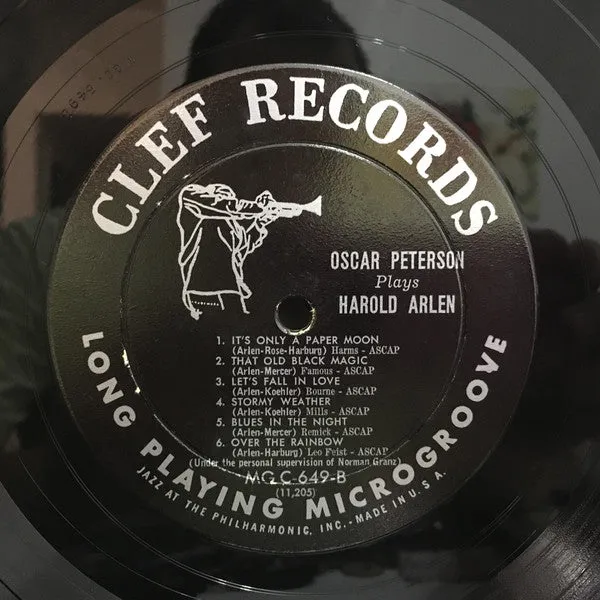 CLEF RECORDS
OSCAR PETERSON
Plays
HAROLD ARLEN
1. IT'S ONLY A PAPER MOON
(Arlen-Rose-Harburg) Harms - ASCAP
2. THAT OLD BLACK MAGIC
(Arlen-Mercer) Famous - ASCAP
3. LET'S FALL IN LOVE
(Arlen-Koehler) Bourne - ASCAP
4. STORMY WEATHER
(Arlen-Koehler) Mills - ASCAP
5. BLUES IN THE NIGHT
(Arlen-Mercer) Remick - ASCAP
6. OVER THE RAINBOW
(Arlen-Harburg) Leo Feist - ASCAP
(Under the personal supervision of Norman Granz)
MG C-649-B
(11,205)
LONG PLAYING MICROGROOVE
JAZZ AT THE PHILHARMONIC, INC. - MADE IN U.S.A.